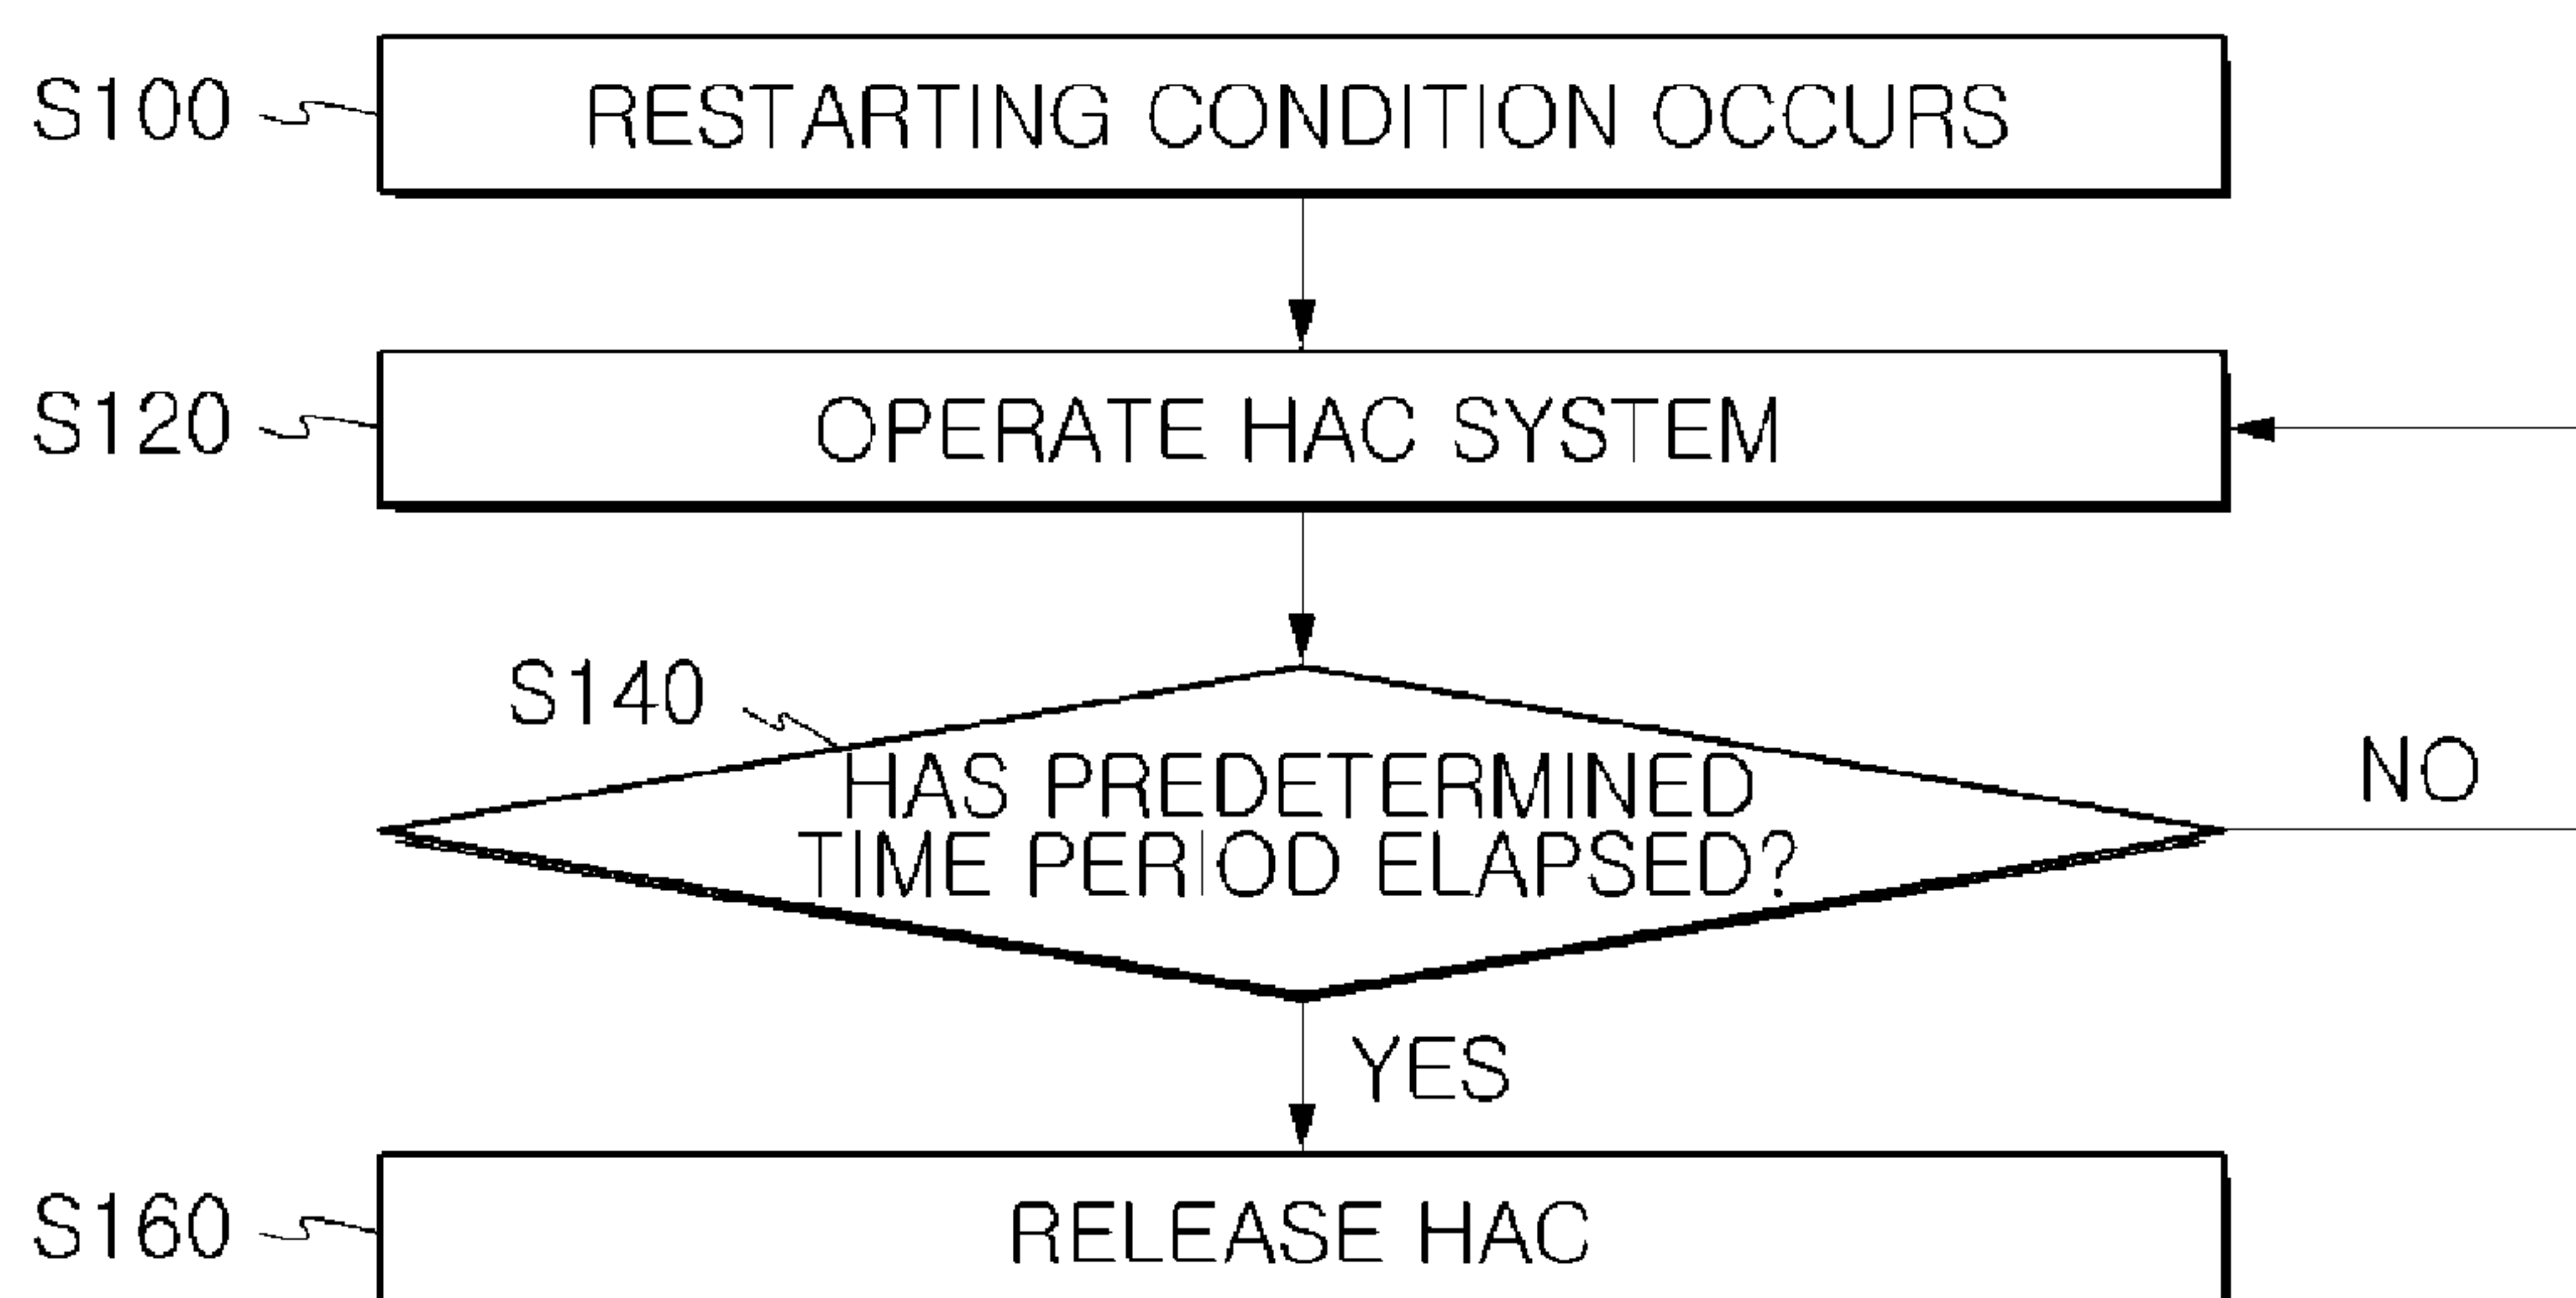 S100
RESTARTING CONDITION OCCURS
S120
OPERATE HAC SYSTEM
S140
HAS PREDETERMINED
TIME PERIOD ELAPSED?
NO
YES
S160
RELEASE HAC